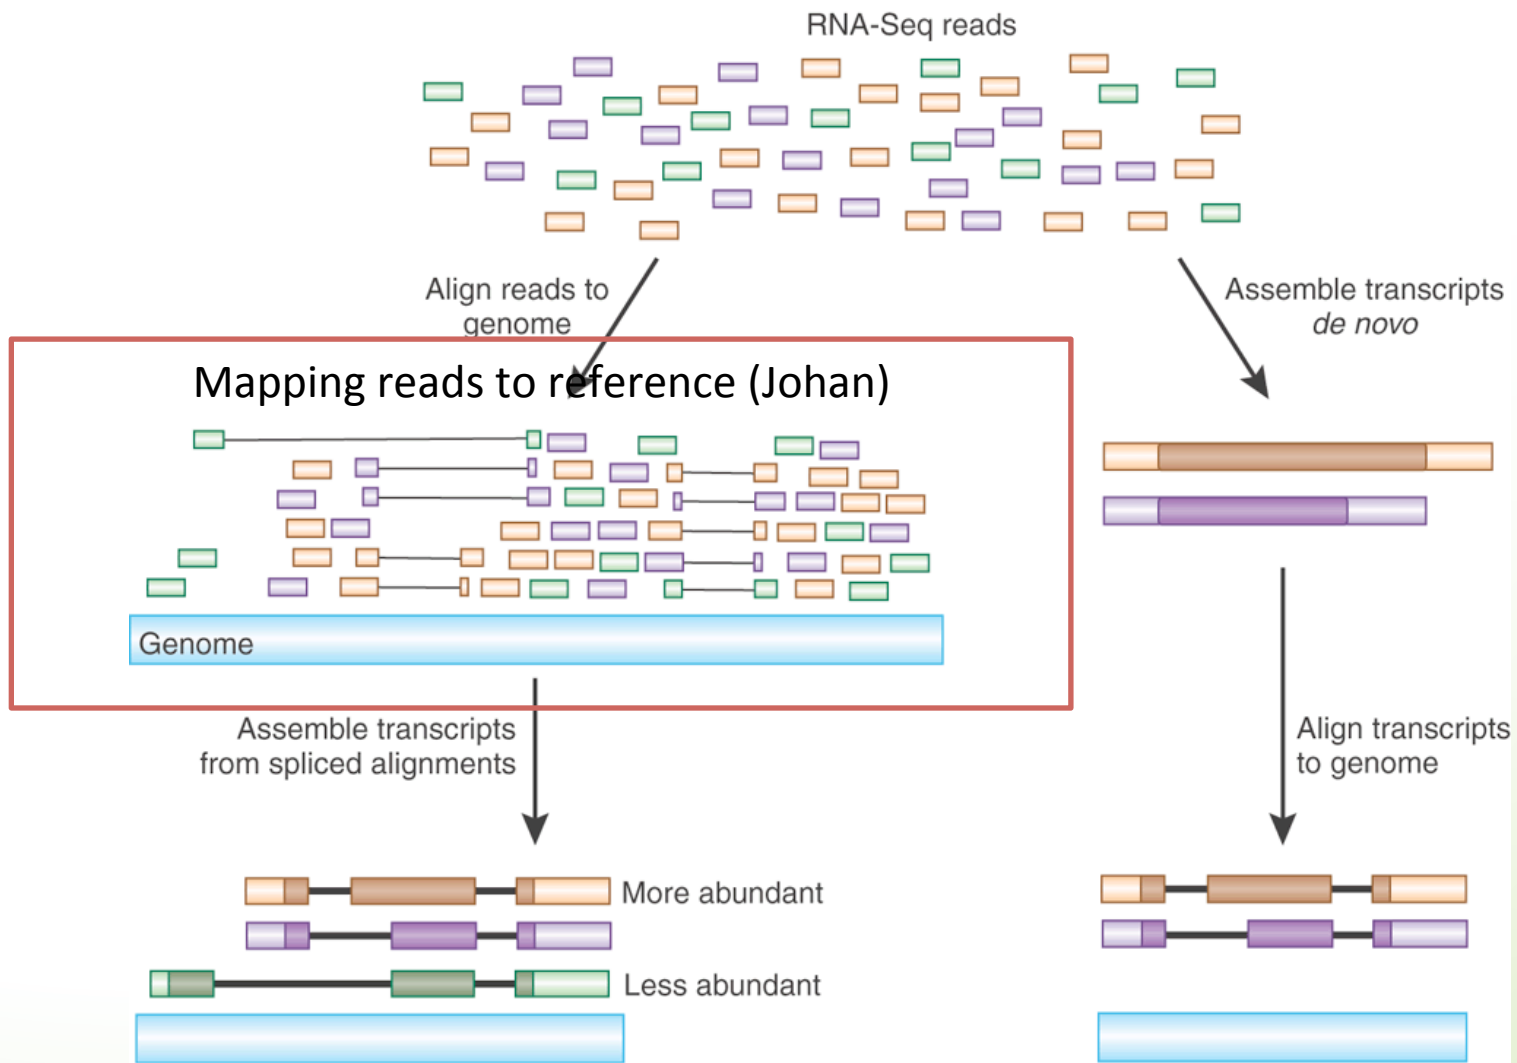 RNA-Seq reads
Align reads to
genome
Assemble transcripts
de novo
Mapping reads to reference (Johan)
Genome
Assemble transcripts
from spliced alignments
Align transcripts
to genome
More abundant
Less abundant